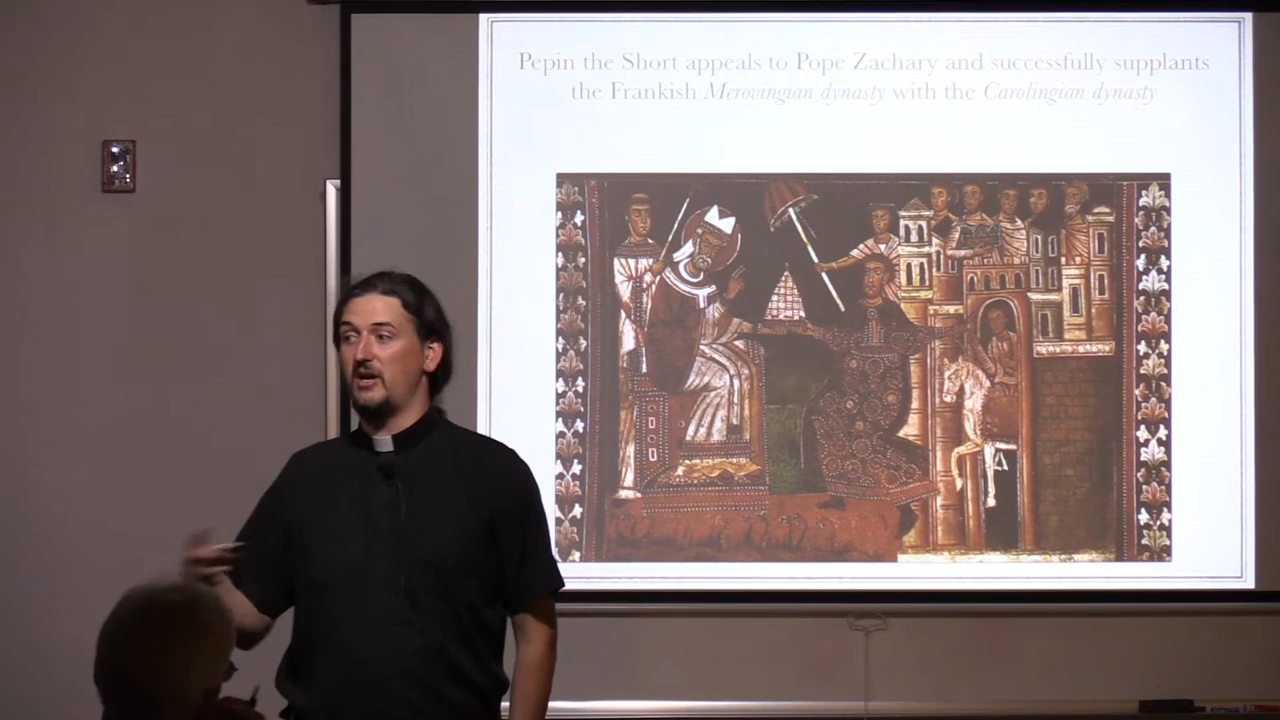 Pepin the Short appeals to Pope Zachary and successfully supplants
the Frankish Merovingian dynasty with the Carolingian dynasty